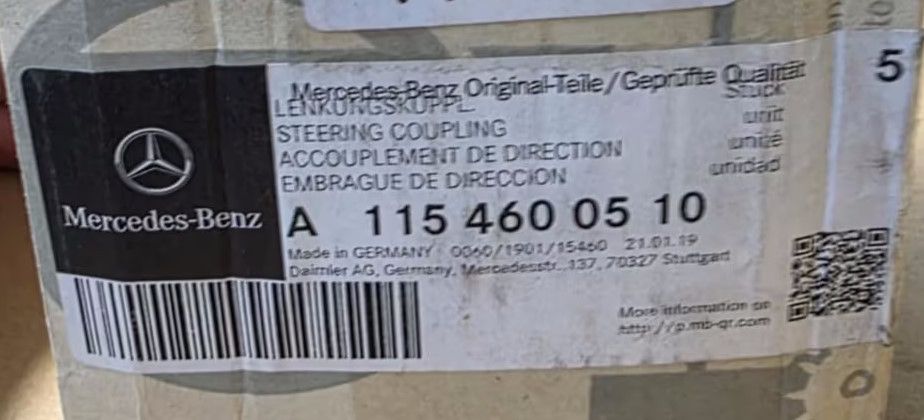 Mercedes-Benz
Mercedes-Benz Original-Teile/Geprüfte Qualität
LENKUNGSKUPPL. Stück
STEERING COUPLING unit
ACCOUPLEMENT DE DIRECTION unité
EMBRAGUE DE DIRECCION unidad
5
A 115 460 05 10
Made in GERMANY 0060/1901/15460 21.01.19
Daimler AG, Germany, Mercedesstr., 137, 70327 Stuttgart
More information on
http://p.mb-qr.com